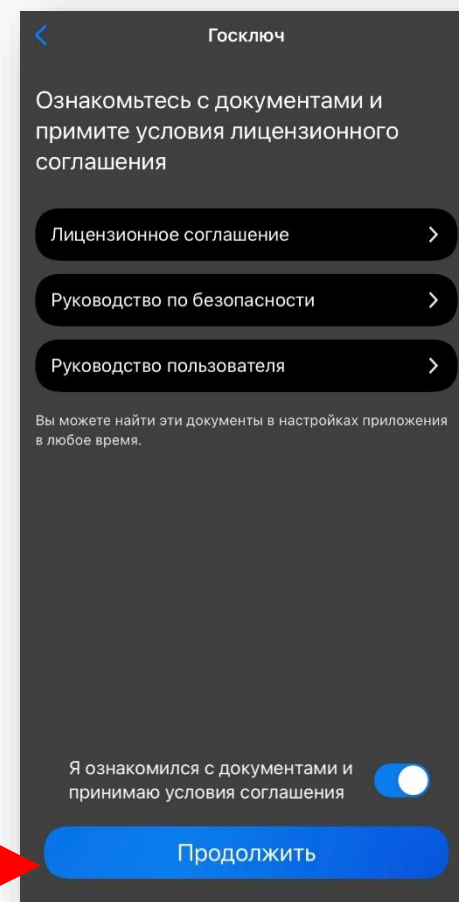 Госключ
Ознакомьтесь с документами и
примите условия лицензионного
соглашения
Лицензионное соглашение
Руководство по безопасности
Руководство пользователя
Вы можете найти эти документы в настройках приложения
в любое время.
Я ознакомился с документами и
принимаю условия соглашения
Продолжить